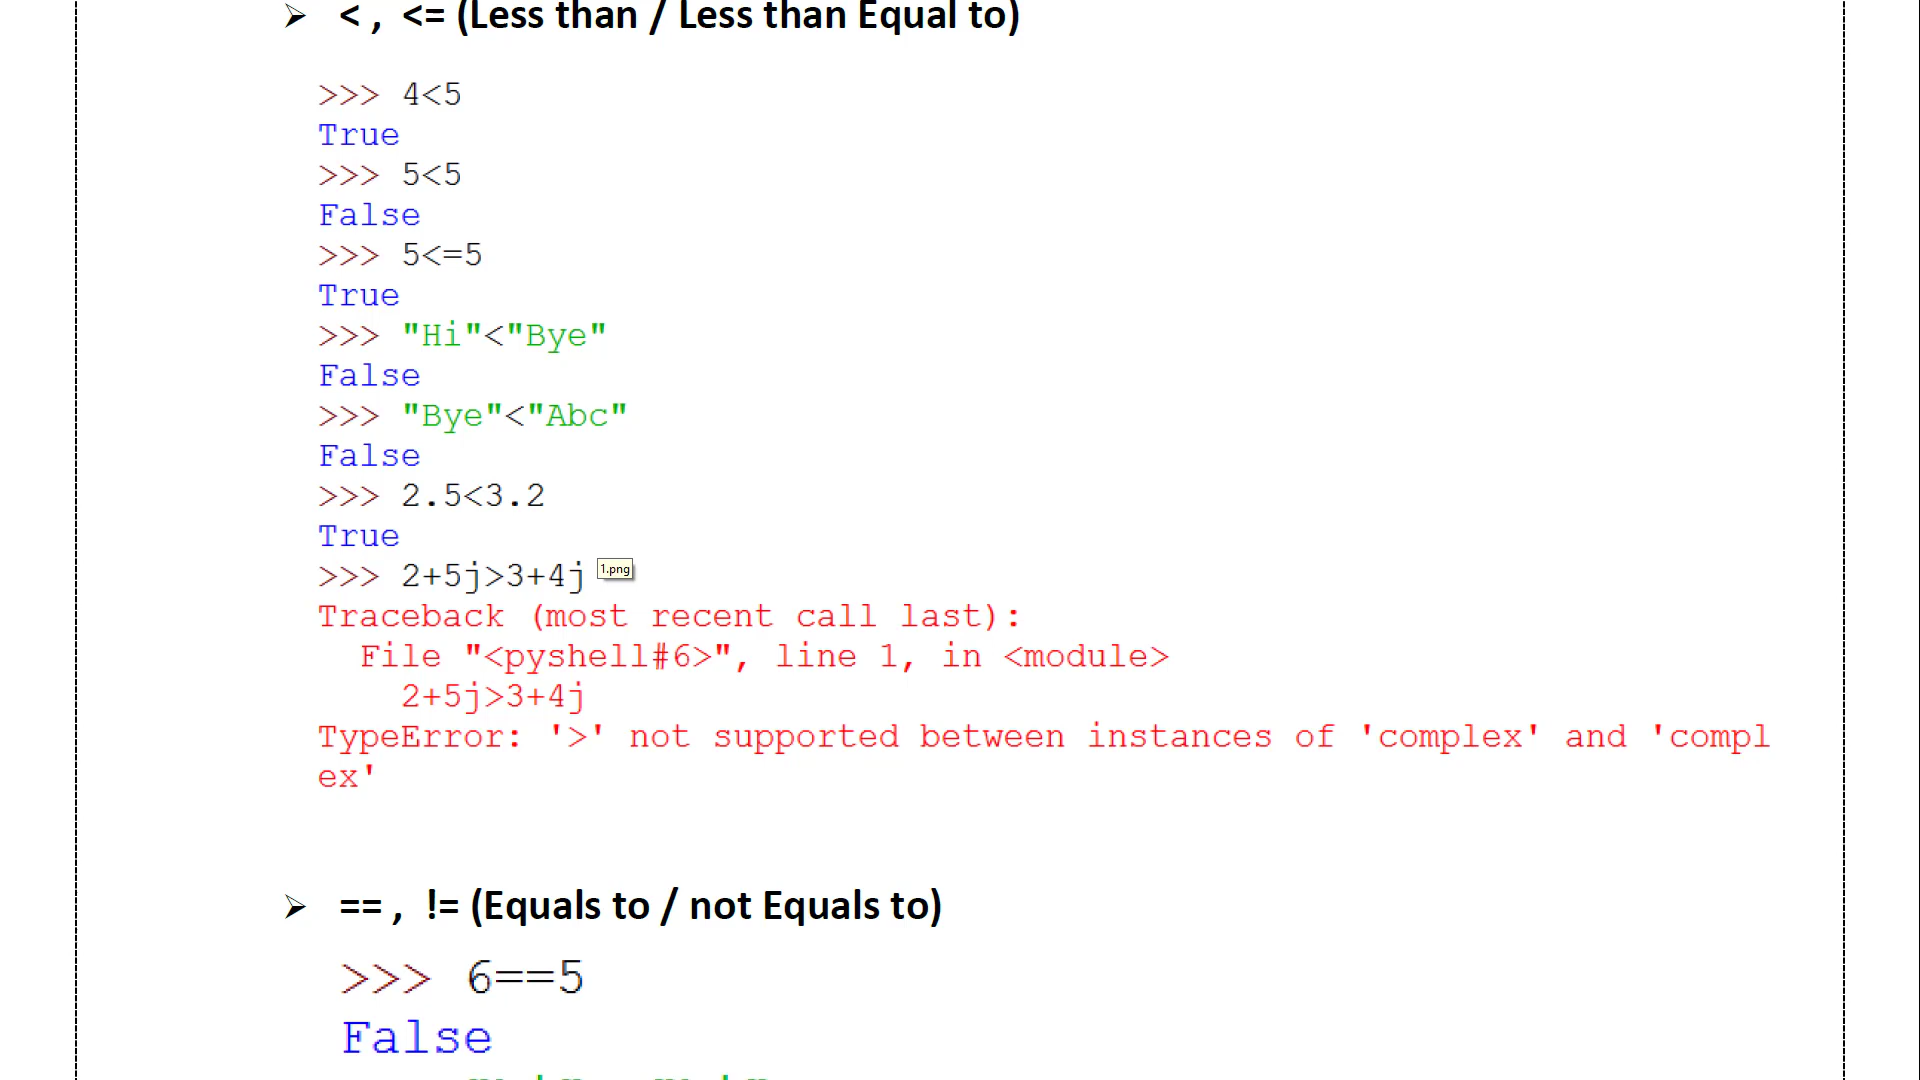 ➢ < , <= (Less than / Less than Equal to)
>>> 4<5
True
>>> 5<5
False
>>> 5<=5
True
>>> "Hi"<"Bye"
False
>>> "Bye"<"Abc"
False
>>> 2.5<3.2
True
>>> 2+5j>3+4j
1.png
Traceback (most recent call last):
  File "<pyshell#6>", line 1, in <module>
    2+5j>3+4j
TypeError: '>' not supported between instances of 'complex' and 'compl
ex'
➢ == , != (Equals to / not Equals to)
>>> 6==5
False